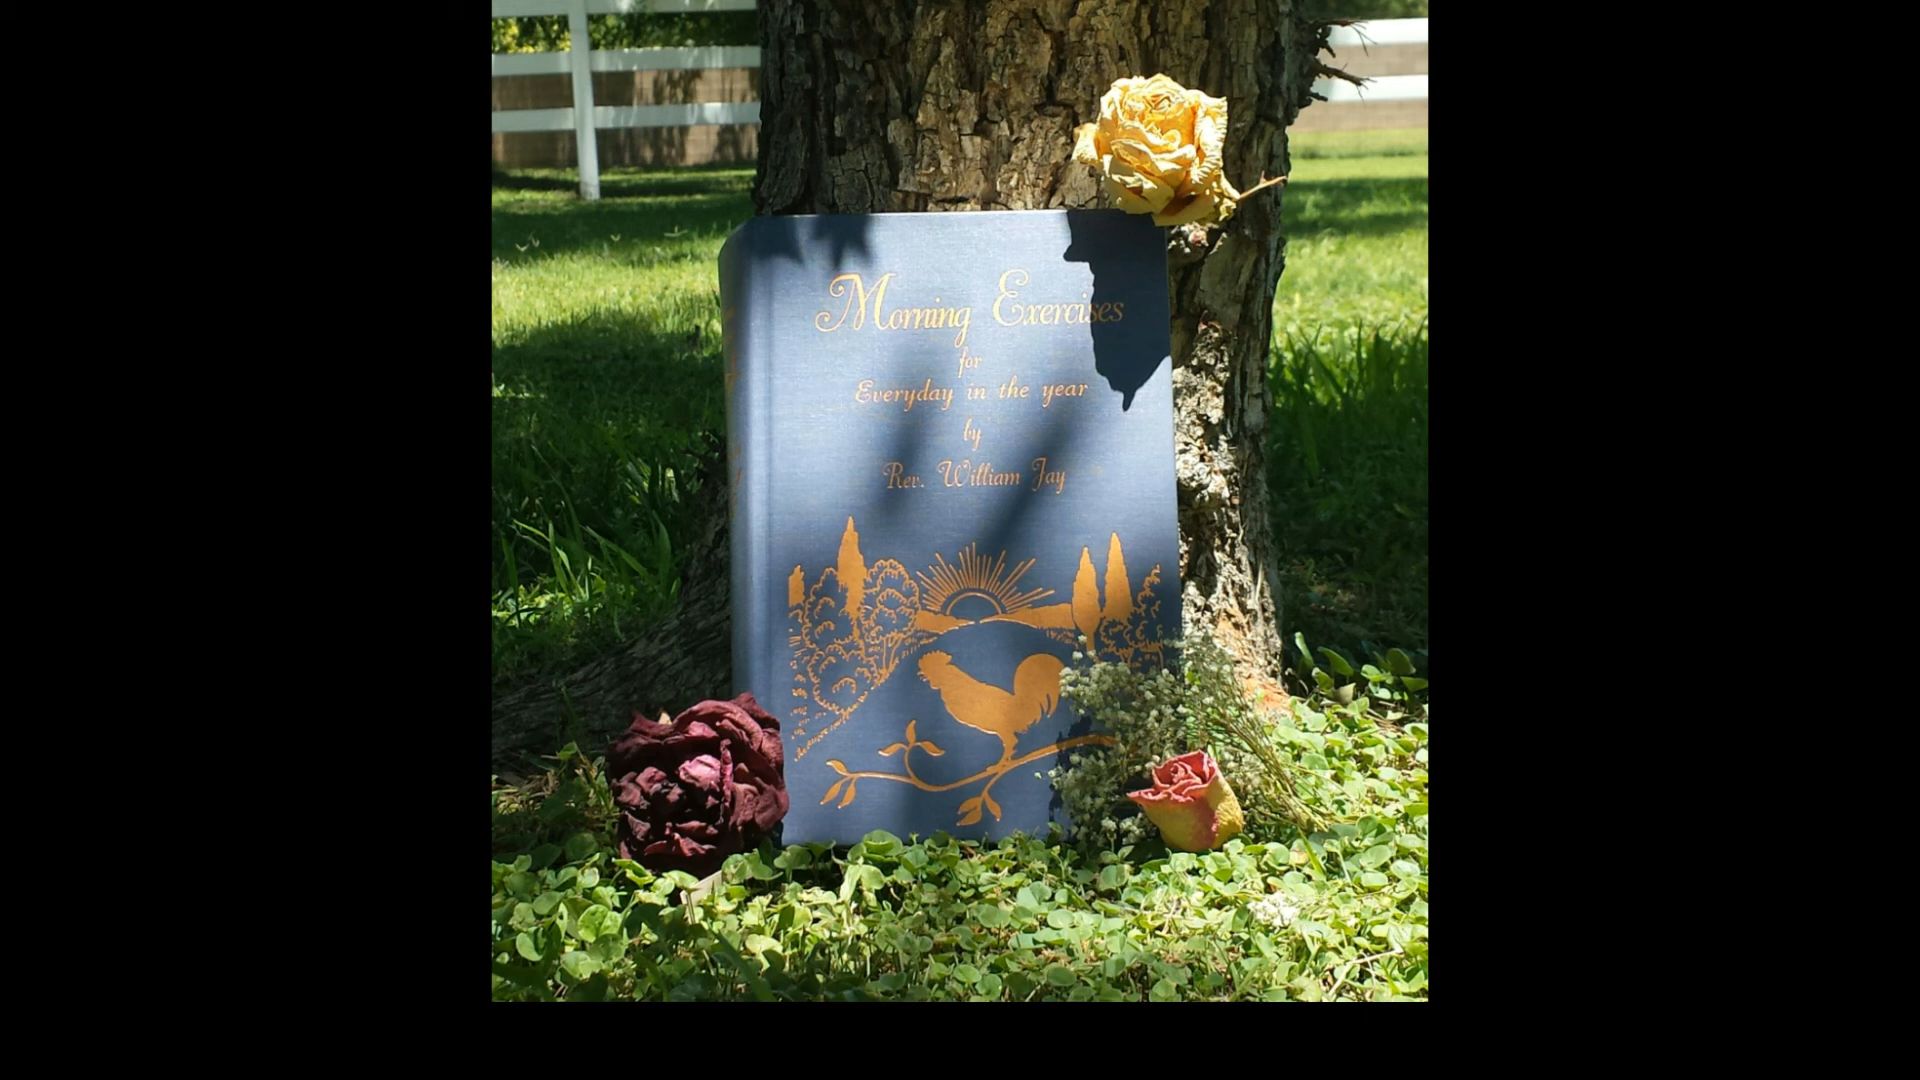 Morning Exercises
for
Everyday in the year
by
Rev. William Jay